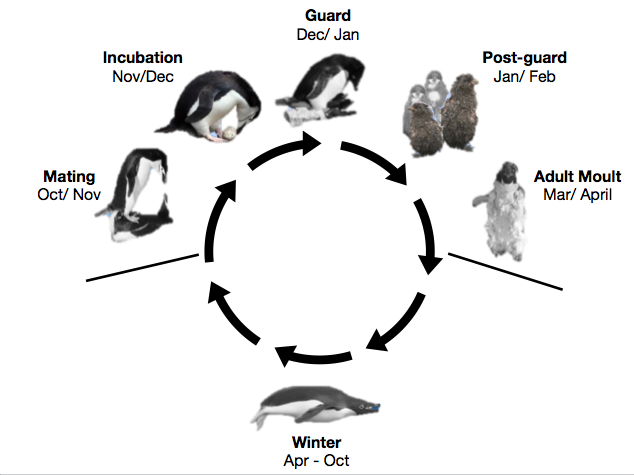 Guard
Dec/ Jan
Incubation
Nov/Dec
Post-guard
Jan/ Feb
Mating
Oct/ Nov
Adult Moult
Mar/ April
Winter
Apr - Oct